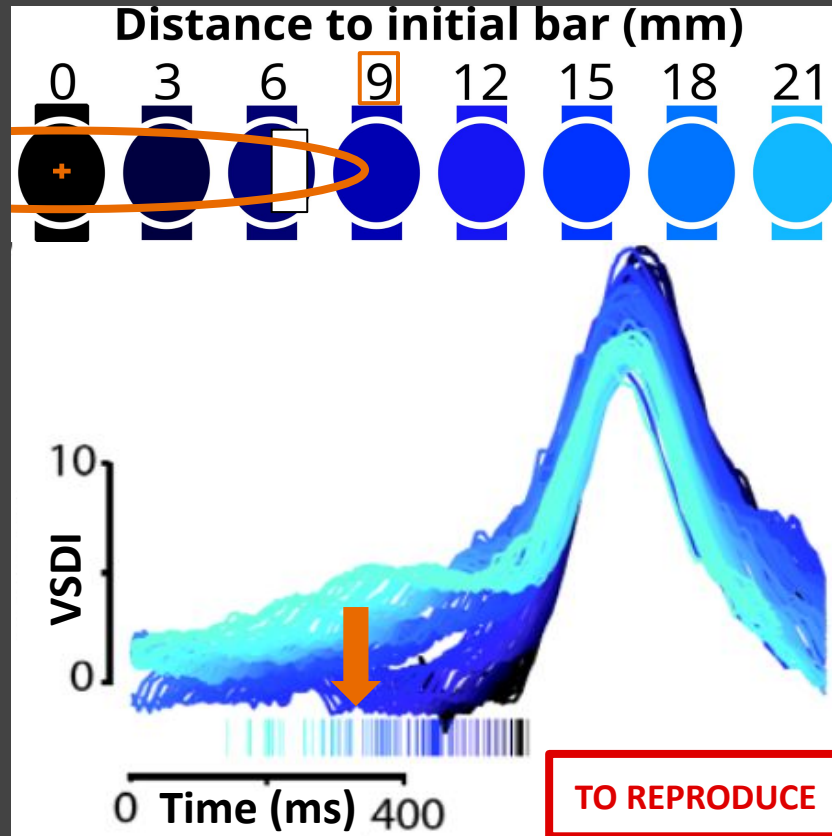 Distance to initial bar (mm)
0 3 6 9 12 15 18 21
10
VSDI
0
0 Time (ms) 400
TO REPRODUCE